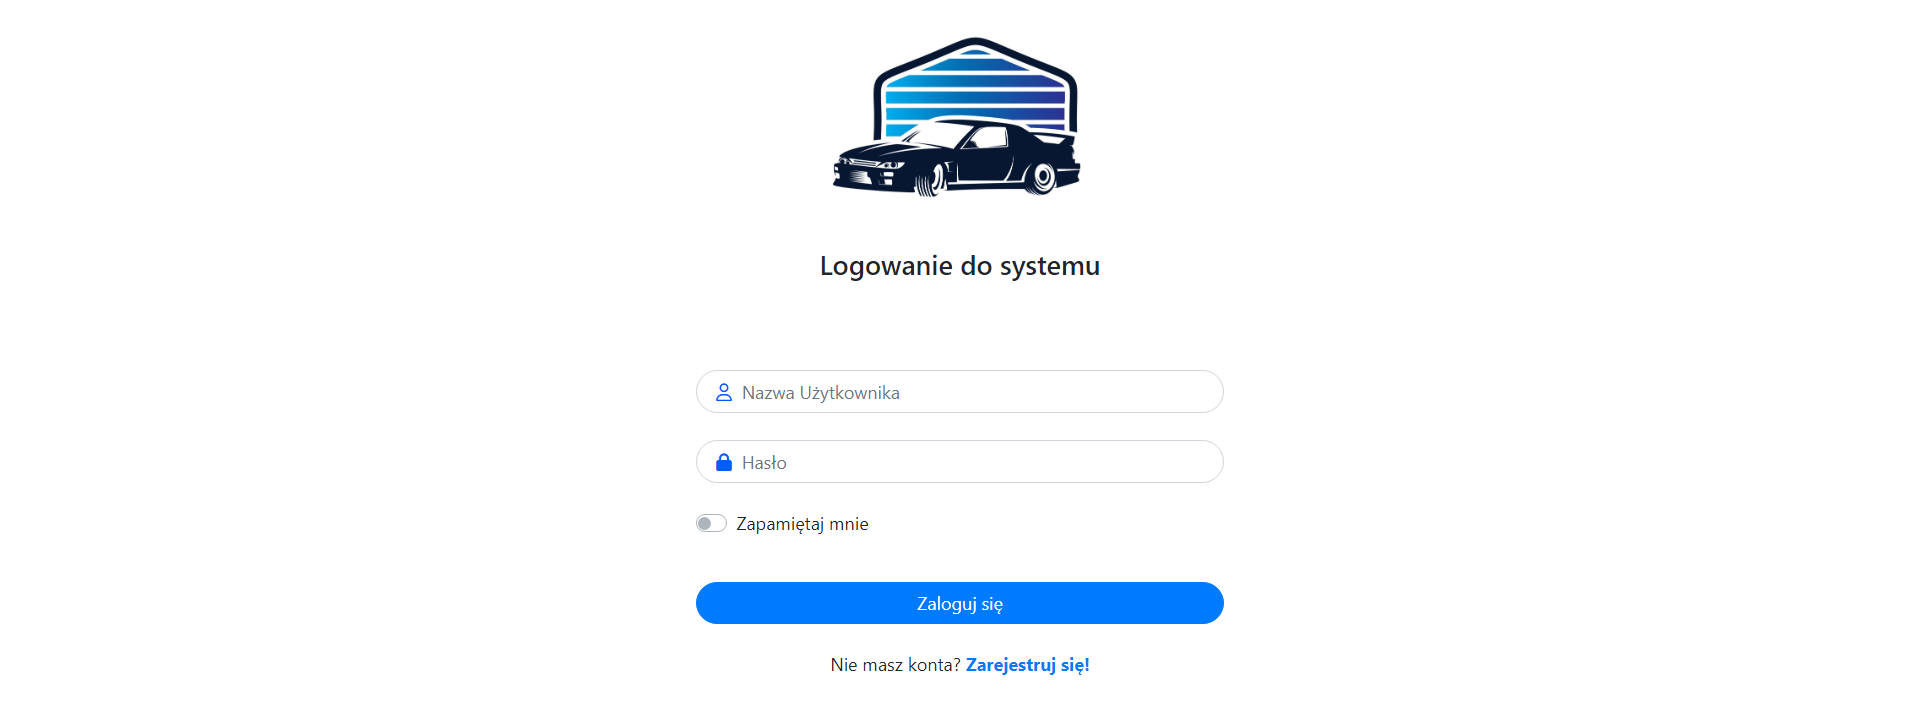 Logowanie do systemu
Nazwa Użytkownika
Hasło
Zapamiętaj mnie
Zaloguj się
Nie masz konta? Zarejestruj się!